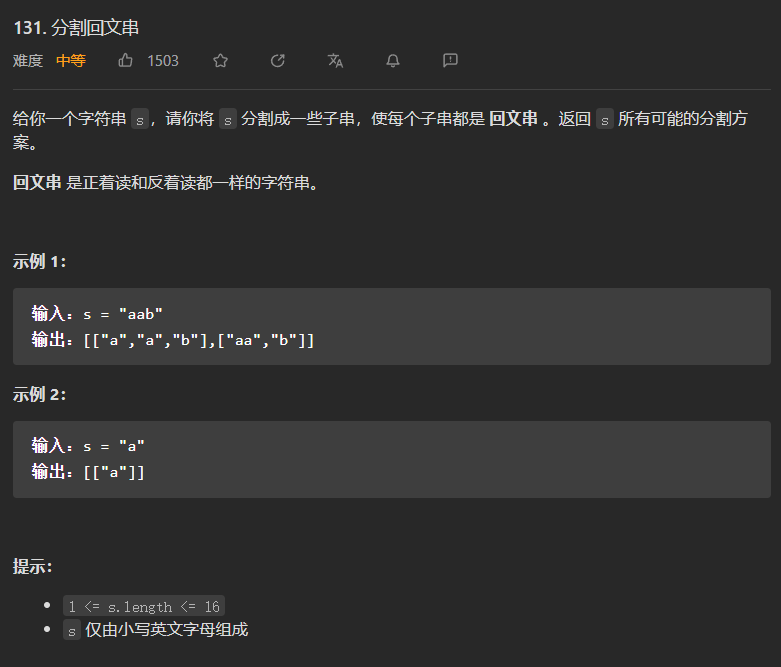 131. 分割回文串
难度 中等 1503
给你一个字符串 s，请你将 s 分割成一些子串，使每个子串都是 回文串 。返回 s 所有可能的分割方
案。
回文串 是正着读和反着读都一样的字符串。
示例 1：
输入：s = "aab"
输出：[["a","a","b"],["aa","b"]]
示例 2：
输入：s = "a"
输出：[["a"]]
提示：
• 1 <= s.length <= 16
• s 仅由小写英文字母组成